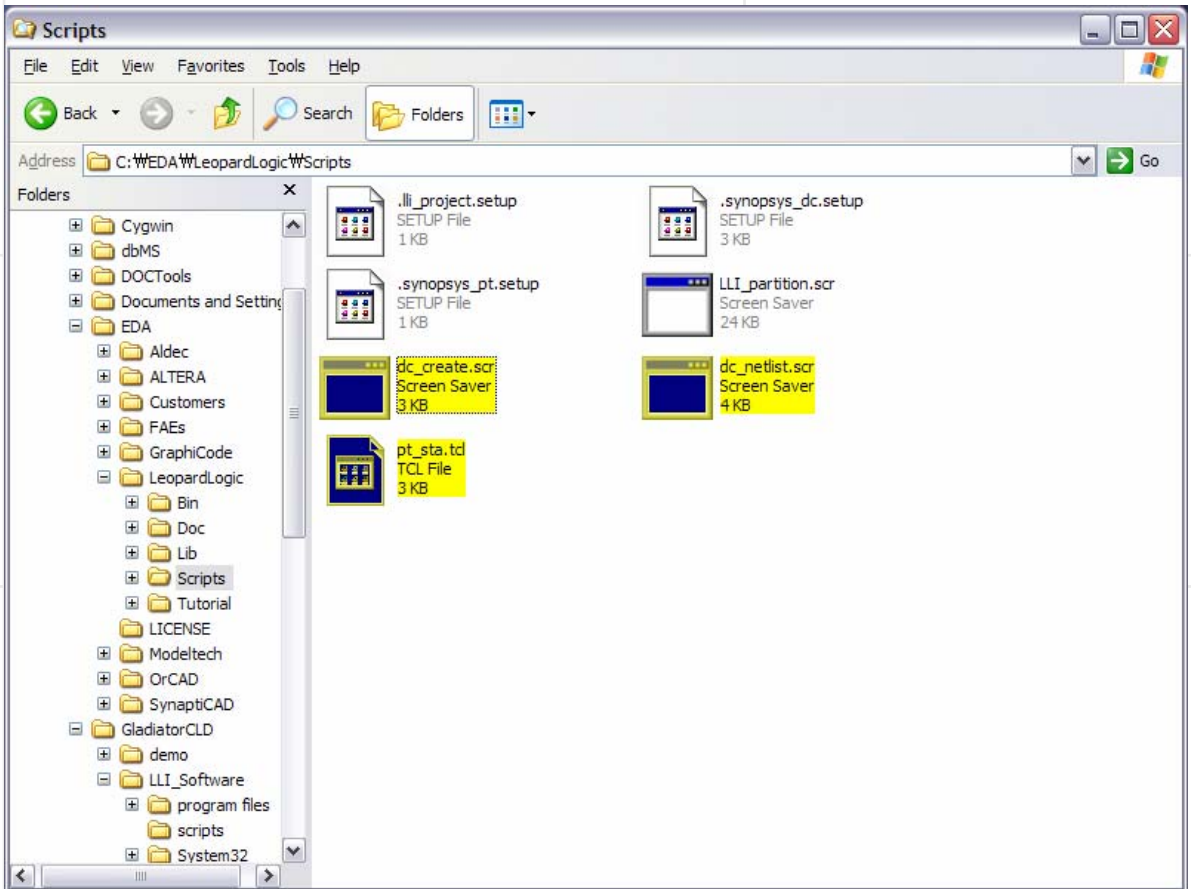 Scripts
File Edit View Favorites Tools Help
Back Search Folders
Address C:₩EDA₩LeopardLogic₩Scripts Go
Folders
Cygwin
dbMS
DOCTools
Documents and Setting
EDA
Aldec
ALTERA
Customers
FAEs
GraphiCode
LeopardLogic
Bin
Doc
Lib
Scripts
Tutorial
LICENSE
Modeltech
OrCAD
SynaptiCAD
GladiatorCLD
demo
LLI_Software
program files
scripts
System32
.lli_project.setup
SETUP File
1 KB
.synopsys_dc.setup
SETUP File
3 KB
.synopsys_pt.setup
SETUP File
1 KB
LLI_partition.scr
Screen Saver
24 KB
dc_create.scr
Screen Saver
3 KB
dc_netlist.scr
Screen Saver
4 KB
pt_sta.tcl
TCL File
3 KB